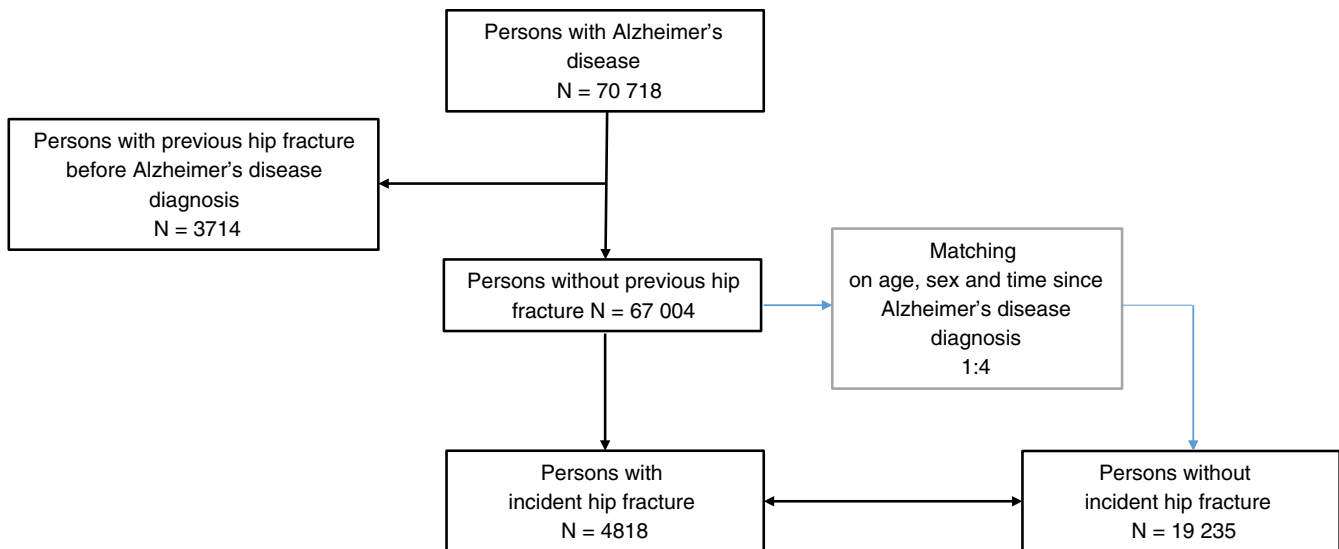 Persons with Alzheimer's
disease
N = 70 718
Persons with previous hip fracture
before Alzheimer's disease
diagnosis
N = 3714
Persons without previous hip
fracture N = 67 004
Matching
on age, sex and time since
Alzheimer's disease
diagnosis
1:4
Persons with
incident hip fracture
N = 4818
Persons without
incident hip fracture
N = 19 235